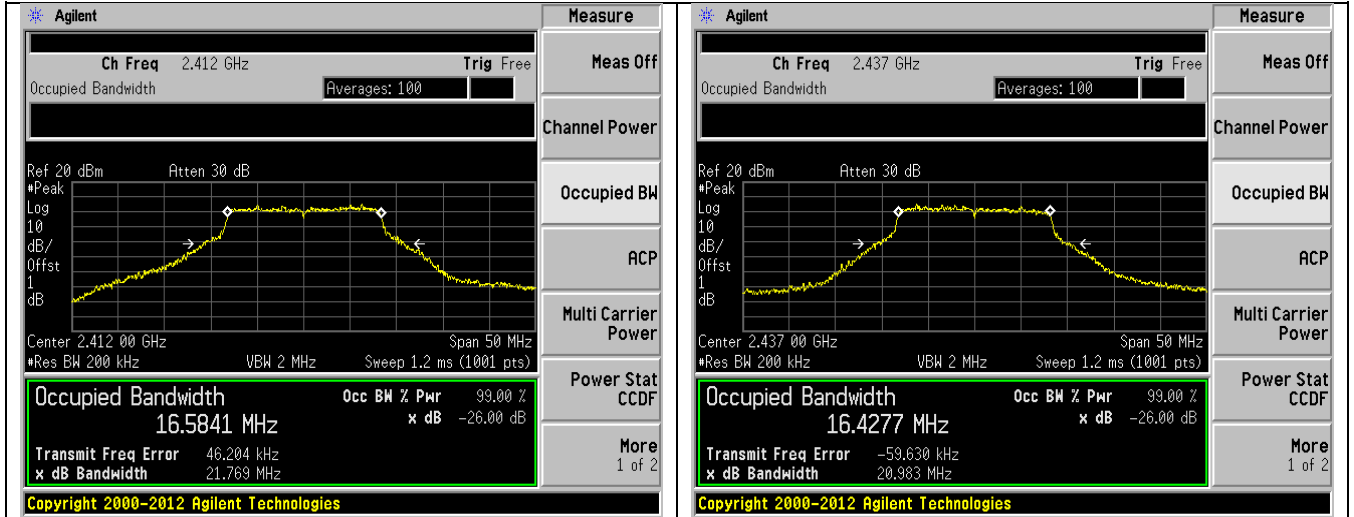 Agilent
Measure
Ch Freq 2.412 GHz Trig Free
Occupied Bandwidth Averages: 100
Meas Off
Channel Power
Occupied BW
ACP
Multi Carrier
Power
Power Stat
CCDF
More
1 of 2
Ref 20 dBm Atten 30 dB
#Peak
Log
10
dB/
Offst
1
dB
Center 2.412 00 GHz Span 50 MHz
#Res BW 200 kHz VBW 2 MHz Sweep 1.2 ms (1001 pts)
Occupied Bandwidth Occ BW % Pwr 99.00 %
16.5841 MHz x dB -26.00 dB
Transmit Freq Error 46.204 kHz
x dB Bandwidth 21.769 MHz
Copyright 2000-2012 Agilent Technologies
Agilent
Measure
Ch Freq 2.437 GHz Trig Free
Occupied Bandwidth Averages: 100
Meas Off
Channel Power
Occupied BW
ACP
Multi Carrier
Power
Power Stat
CCDF
More
1 of 2
Ref 20 dBm Atten 30 dB
#Peak
Log
10
dB/
Offst
1
dB
Center 2.437 00 GHz Span 50 MHz
#Res BW 200 kHz VBW 2 MHz Sweep 1.2 ms (1001 pts)
Occupied Bandwidth Occ BW % Pwr 99.00 %
16.4277 MHz x dB -26.00 dB
Transmit Freq Error -59.630 kHz
x dB Bandwidth 20.983 MHz
Copyright 2000-2012 Agilent Technologies